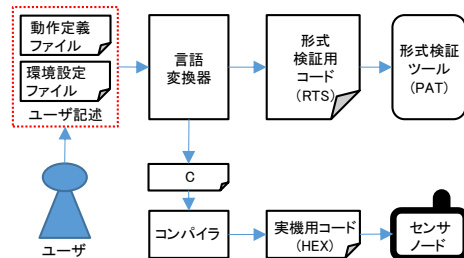 動作定義
ファイル
環境設定
ファイル
ユーザ記述
言語
変換器
形式
検証用
コード
(RTS)
形式検証
ツール
(PAT)
C
コンパイラ
実機用コード
(HEX)
センサ
ノード
ユーザ